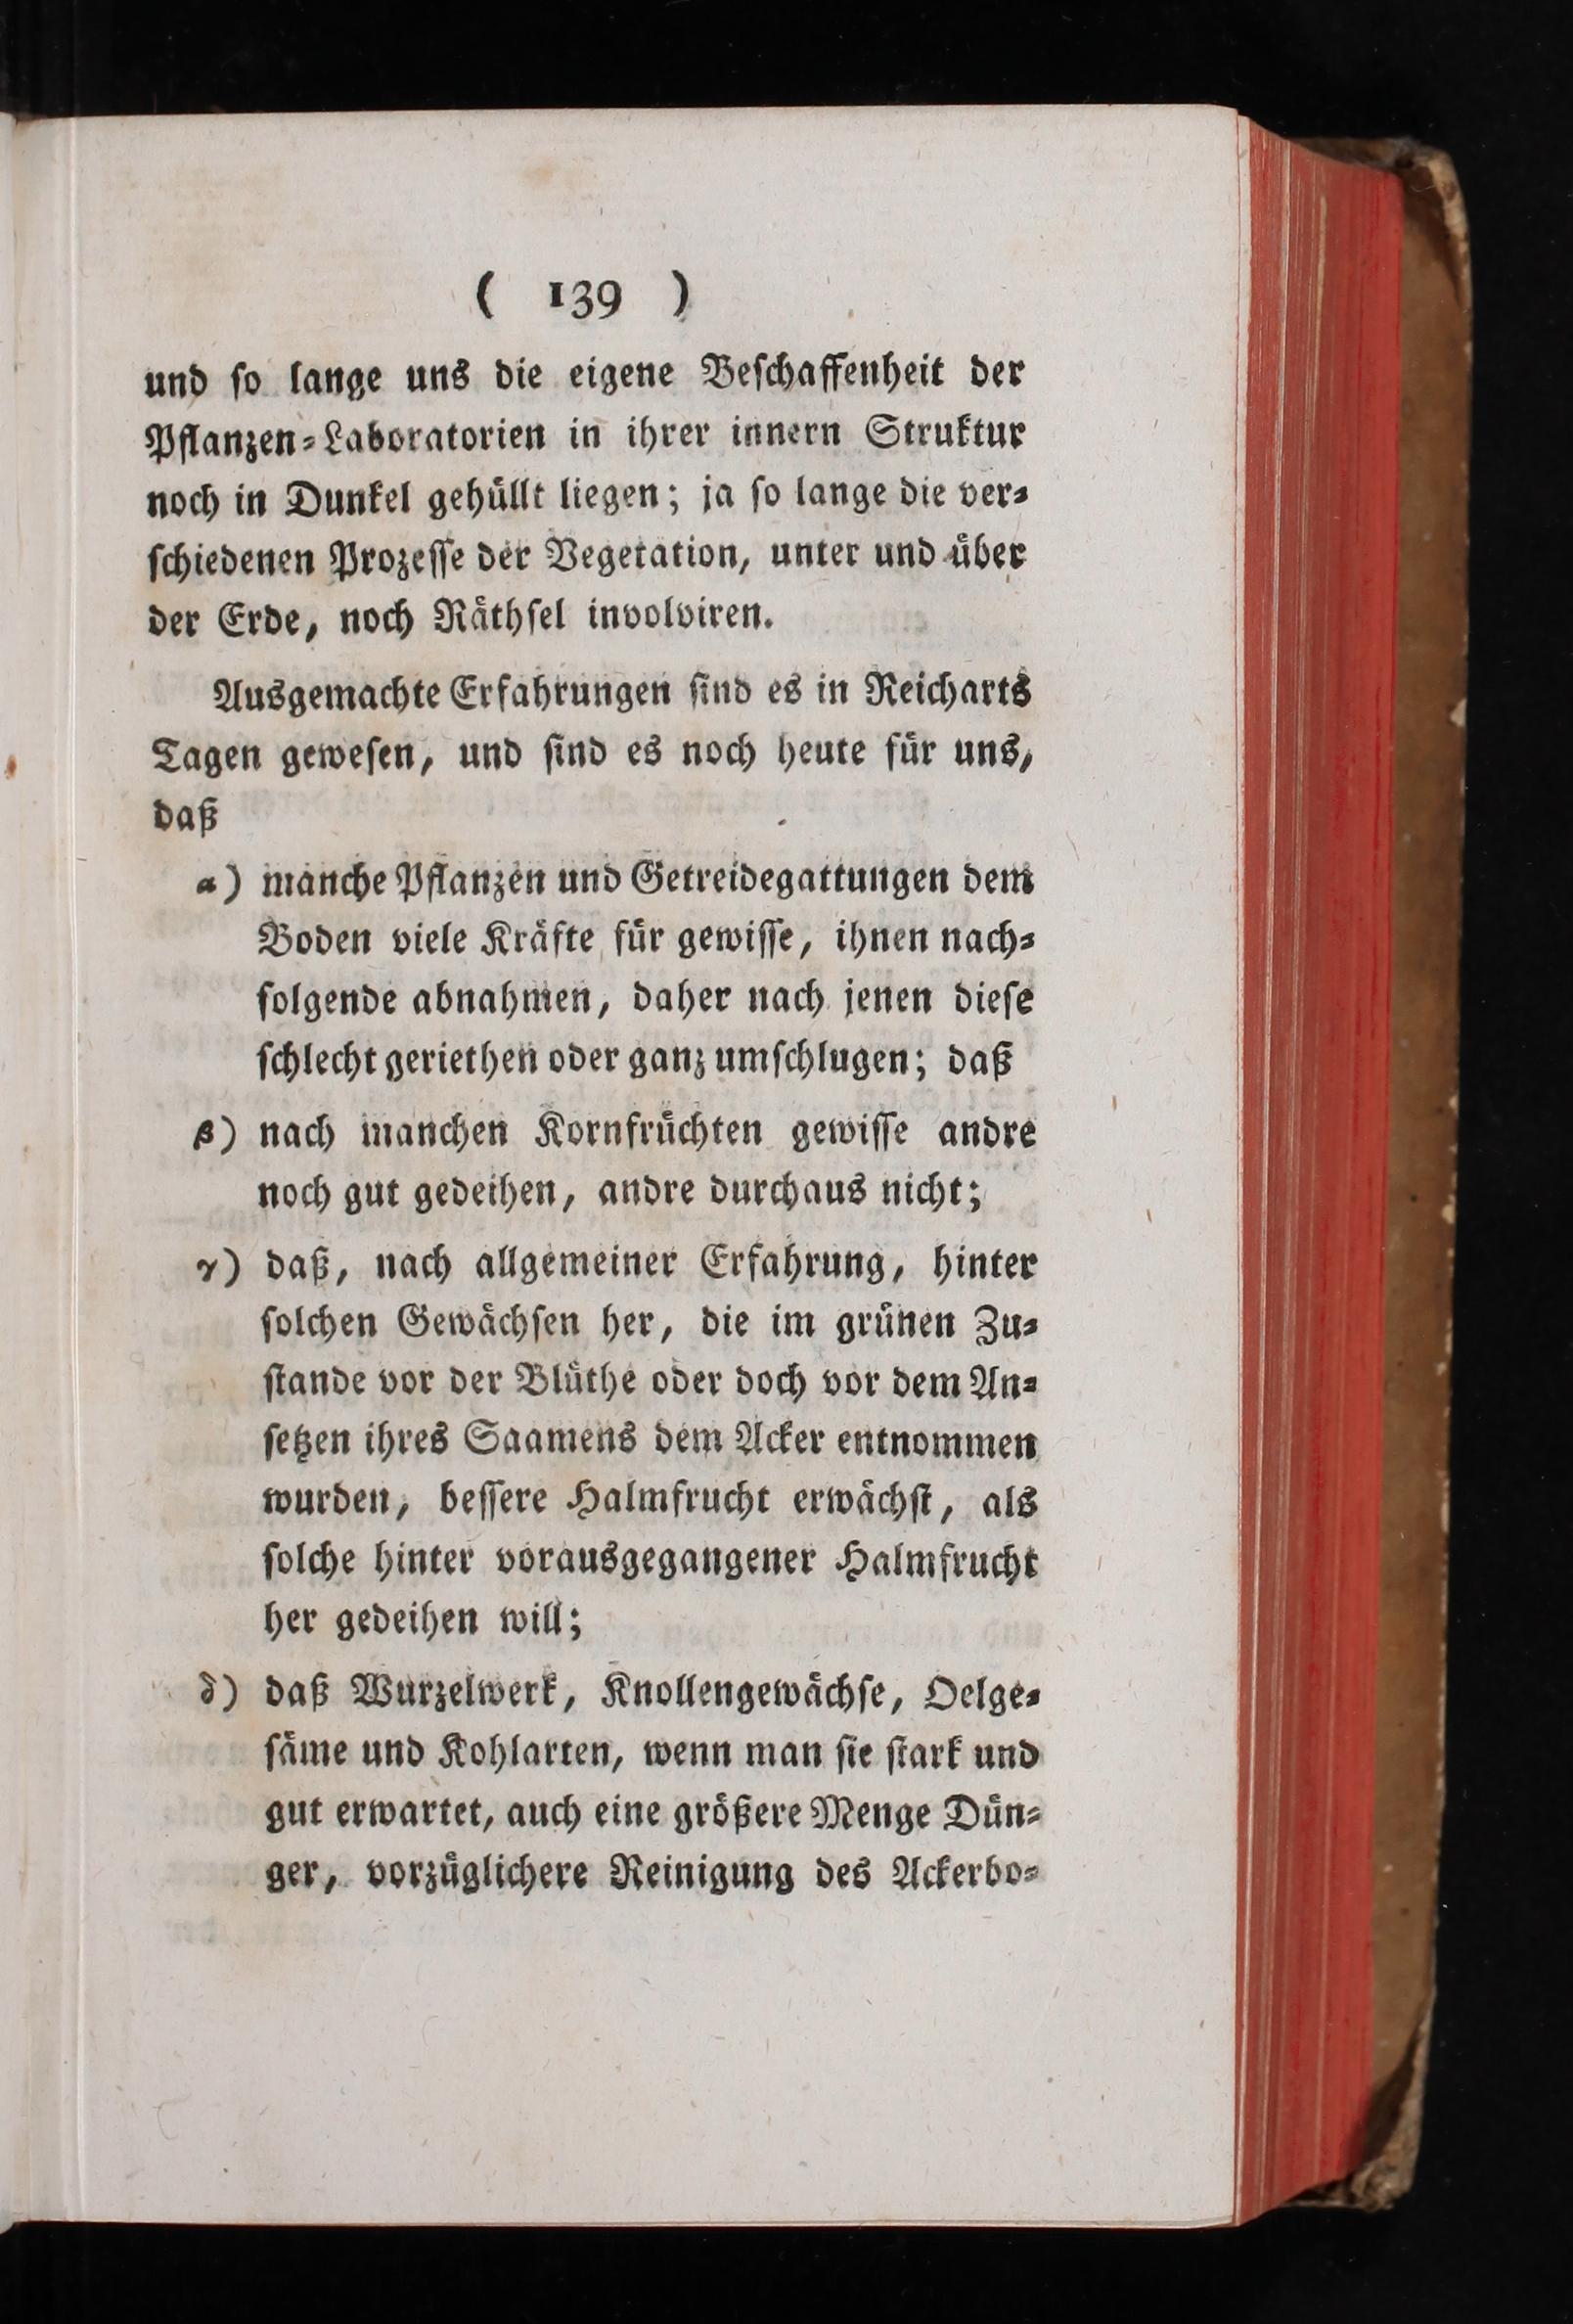 ( 139 )
und ſo lange uns die eigene Beſchaffenheit der
Pflanzen⸗Laboratorien in ihrer innern Struktur
noch in Dunkel gehüllt liegen; ja ſo lange die ver⸗
ſchiedenen Prozeſſe der Vegetation, unter und über
der Erde, noch Räthſel involviren.
Ausgemachte Erfahrungen ſind es in Reicharts
Tagen geweſen, und ſind es noch heute für uns,
daß
α) manche Pflanzen und Getreidegattungen dem
Boden viele Kräfte für gewiſſe, ihnen nach⸗
folgende abnahmen, daher nach jenen dieſe
ſchlecht geriethen oder ganz umſchlugen; daß
β) nach manchen Kornfrüchten gewiſſe andre
noch gut gedeihen, andre durchaus nicht;
γ) daß, nach allgemeiner Erfahrung, hinter
ſolchen Gewächſen her, die im grünen Zu⸗
ſtande vor der Blüthe oder doch vor dem An⸗
ſetzen ihres Saamens dem Acker entnommen
wurden, beſſere Halmfrucht erwächſt, als
ſolche hinter vorausgegangener Halmfrucht
her gedeihen will;
δ) daß Wurzelwerk, Knollengewächſe, Oelge⸗
ſäme und Kohlarten, wenn man ſie ſtark und
gut erwartet, auch eine größere Menge Dün⸗
ger, vorzüglichere Reinigung des Ackerbo⸗